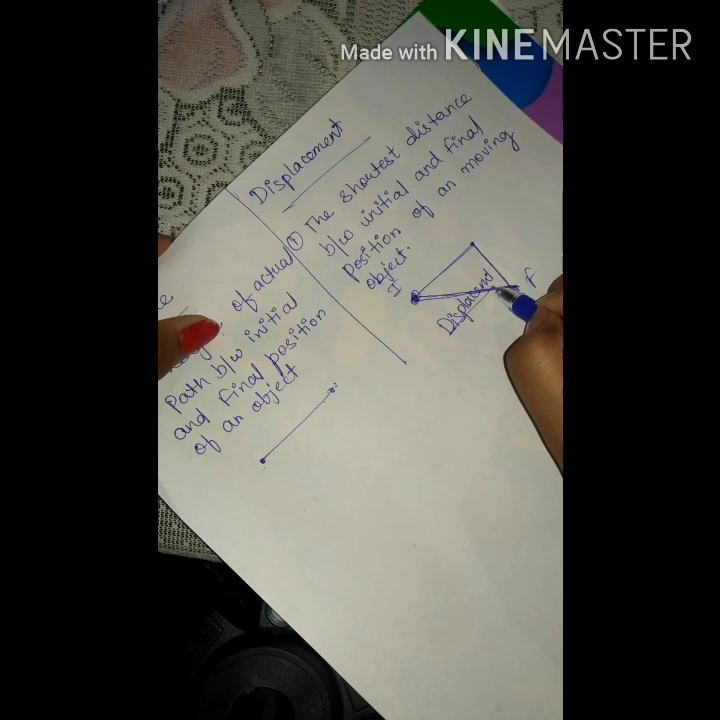 Made with KINEMASTER
of actual
Path b/w initial
and Final position
of an object
Displacement
① The shortest distance
b/w initial and final
Position of an moving
object.
I
F
Displacement